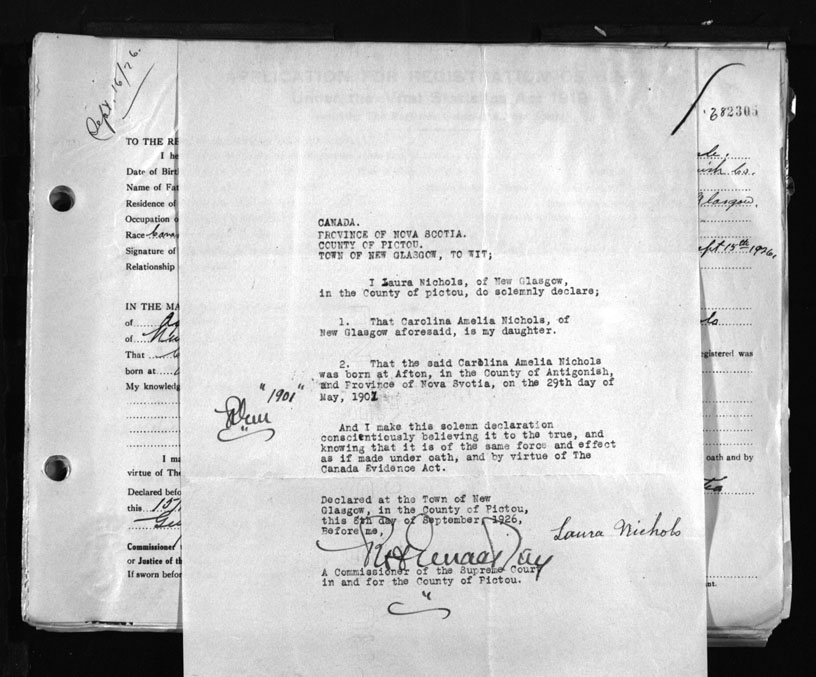 Sept. 16/26.
382305
APPLICATION FOR REGISTRATION OF
Under the Vital Statistics Act 1919
TO THE RE
I he
Date of Birt
Name of Fat
Residence of
Occupation o
Race
Signature of
Relationship
IN THE MA
of
of
That
born at
My knowledg
I ma
virtue of The
Declared befo
this 15
Commissioner
or Justice of th
If sworn befor
CANADA.
PROVINCE OF NOVA SCOTIA.
COUNTY OF PICTOU.
TOWN OF NEW GLASGOW, TO WIT;
I Laura Nichols, of New Glasgow,
in the County of pictou, do solemnly declare;
1. That Carolina Amelia Nichols, of
New Glasgow aforesaid, is my daughter.
2. That the said Carolina Amelia Nichols
was born at Afton, in the County of Antigonish,
and Province of Nova Svotia, on the 29th day of
May, 1901
"1901"
And I make this solemn declaration
conscientiously believing it to the true, and
knowing that it is of the same force and effect
as if made under oath, and by virtue of The
Canada Evidence Act.
Declared at the Town of New
Glasgow, in the County of Pictou,
this 8th day of September, 1926,
Before me,
Laura Nichols
A Commissioner of the Supreme Court
in and for the County of Pictou.
Glasgow,
Sept 15th 1926,
egistered was
oath and by
nt.